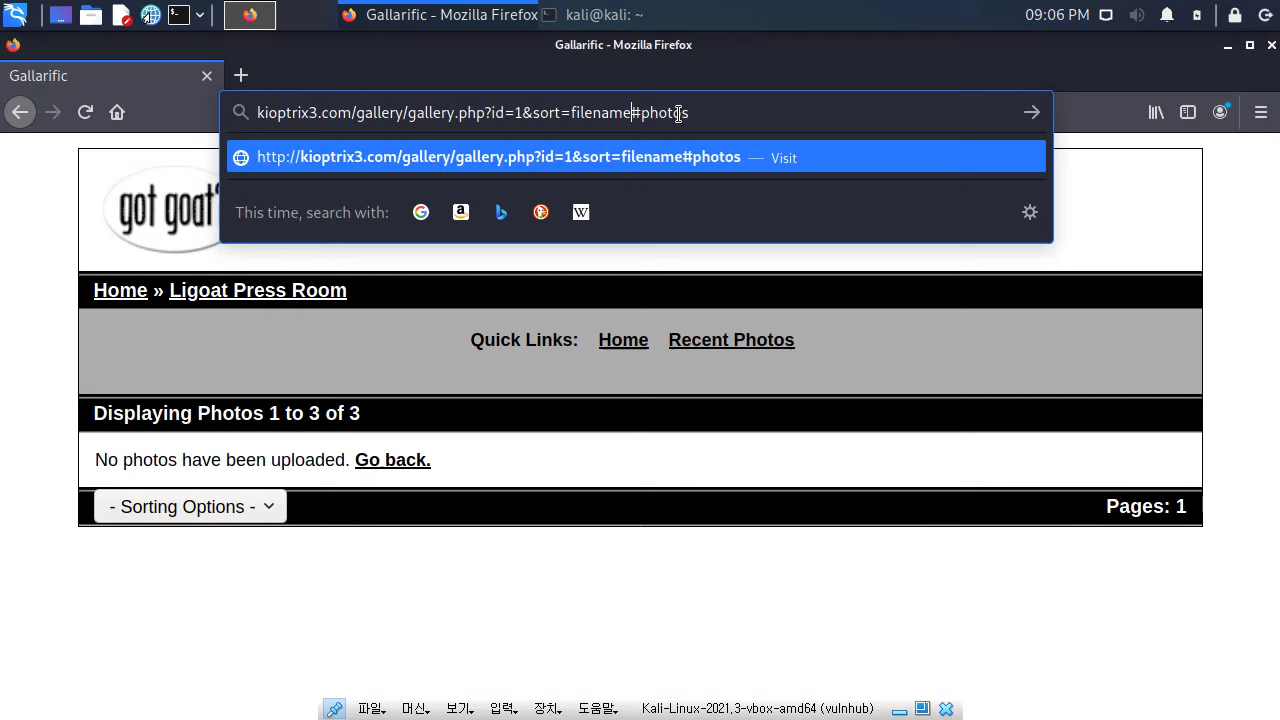 Gallarific - Mozilla Firefox
kali@kali: ~
09:06 PM
Gallarific - Mozilla Firefox
Gallarific
kioptrix3.com/gallery/gallery.php?id=1&sort=filename#photos
http://kioptrix3.com/gallery/gallery.php?id=1&sort=filename#photos — Visit
This time, search with:
got goat?
Home » Ligoat Press Room
Quick Links: Home Recent Photos
Displaying Photos 1 to 3 of 3
No photos have been uploaded. Go back.
- Sorting Options -
Pages: 1
파일 머신 보기 입력 장치 도움말 Kali-Linux-2021,3-vbox-amd64 (vulnhub)